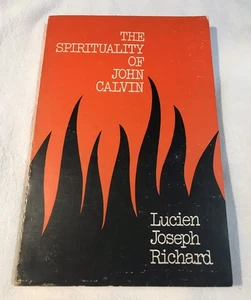 THE
SPIRITUALITY
OF
JOHN
CALVIN
Lucien
Joseph
Richard